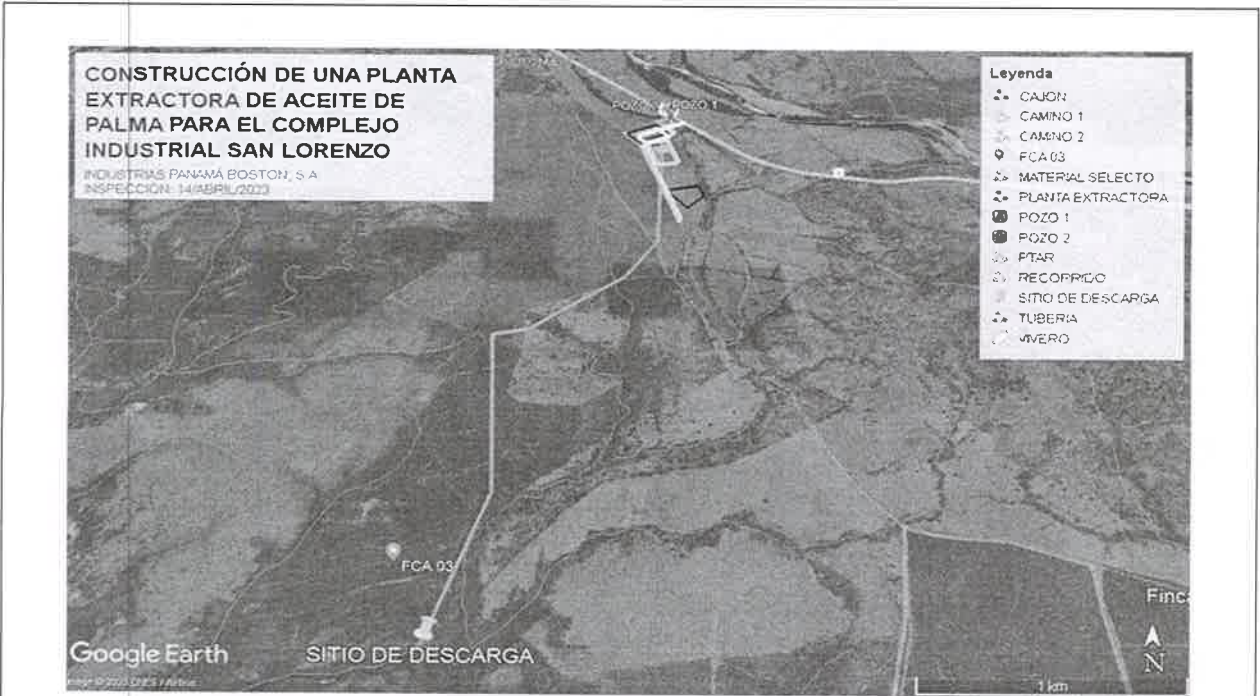 CONSTRUCCIÓN DE UNA PLANTA
EXTRACTORA DE ACEITE DE
PALMA PARA EL COMPLEJO
INDUSTRIAL SAN LORENZO
INDUSTRIAS PANAMÁ BOSTON, S.A
INSPECCIÓN: 14/ABRIL/2023
POZO 1
Leyenda
CAJON
CAMINO 1
CAMINO 2
FCA 03
MATERIAL SELECTO
PLANTA EXTRACTORA
POZO 1
POZO 2
PTAR
RECORRIDO
SITIO DE DESCARGA
TUBERIA
VIVERO
FCA 03
SITIO DE DESCARGA
Finca
Google Earth
N
1 km